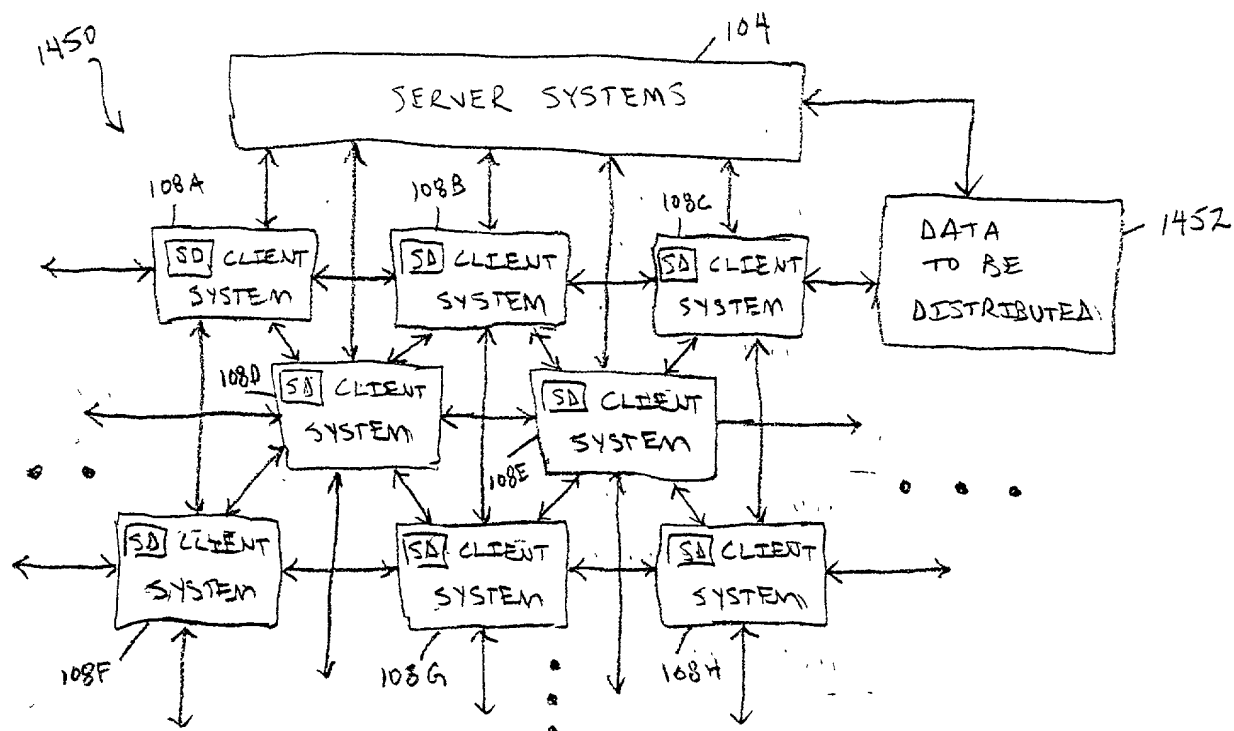 1450
104
SERVER SYSTEMS
108A
108B
108C
1452
SD CLIENT
SYSTEM
SD CLIENT
SYSTEM
SD CLIENT
SYSTEM
DATA
TO BE
DISTRIBUTED
108D
SD CLIENT
SYSTEM
108E
SD CLIENT
SYSTEM
SD CLIENT
SYSTEM
SD CLIENT
SYSTEM
SD CLIENT
SYSTEM
108F
108G
108H